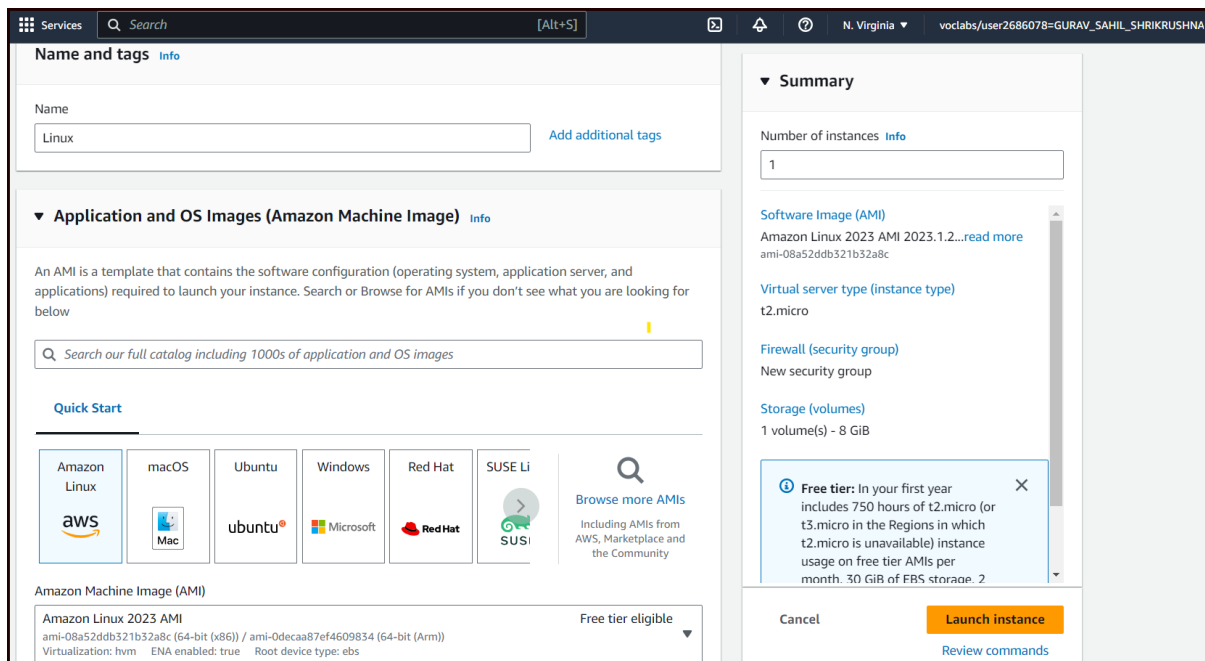 Services
Search
[Alt+S]
N. Virginia
voclabs/user2686078=GURAV_SAHIL_SHRIKRUSHNA
Name and tags Info
Name
Linux
Add additional tags
Application and OS Images (Amazon Machine Image) Info
An AMI is a template that contains the software configuration (operating system, application server, and
applications) required to launch your instance. Search or Browse for AMIs if you don't see what you are looking for
below
Search our full catalog including 1000s of application and OS images
Quick Start
Amazon
Linux
aws
macOS
Mac
Ubuntu
ubuntu
Windows
Microsoft
Red Hat
Red Hat
SUSE Li
SUS
Browse more AMIs
Including AMIs from
AWS, Marketplace and
the Community
Amazon Machine Image (AMI)
Amazon Linux 2023 AMI
Free tier eligible
ami-08a52ddb321b32a8c (64-bit (x86)) / ami-0decaa87ef4609834 (64-bit (Arm))
Virtualization: hvm ENA enabled: true Root device type: ebs
Summary
Number of instances Info
1
Software Image (AMI)
Amazon Linux 2023 AMI 2023.1.2...read more
ami-08a52ddb321b32a8c
Virtual server type (instance type)
t2.micro
Firewall (security group)
New security group
Storage (volumes)
1 volume(s) - 8 GiB
Free tier: In your first year
includes 750 hours of t2.micro (or
t3.micro in the Regions in which
t2.micro is unavailable) instance
usage on free tier AMIs per
month, 30 GiB of EBS storage, 2
Cancel
Launch instance
Review commands